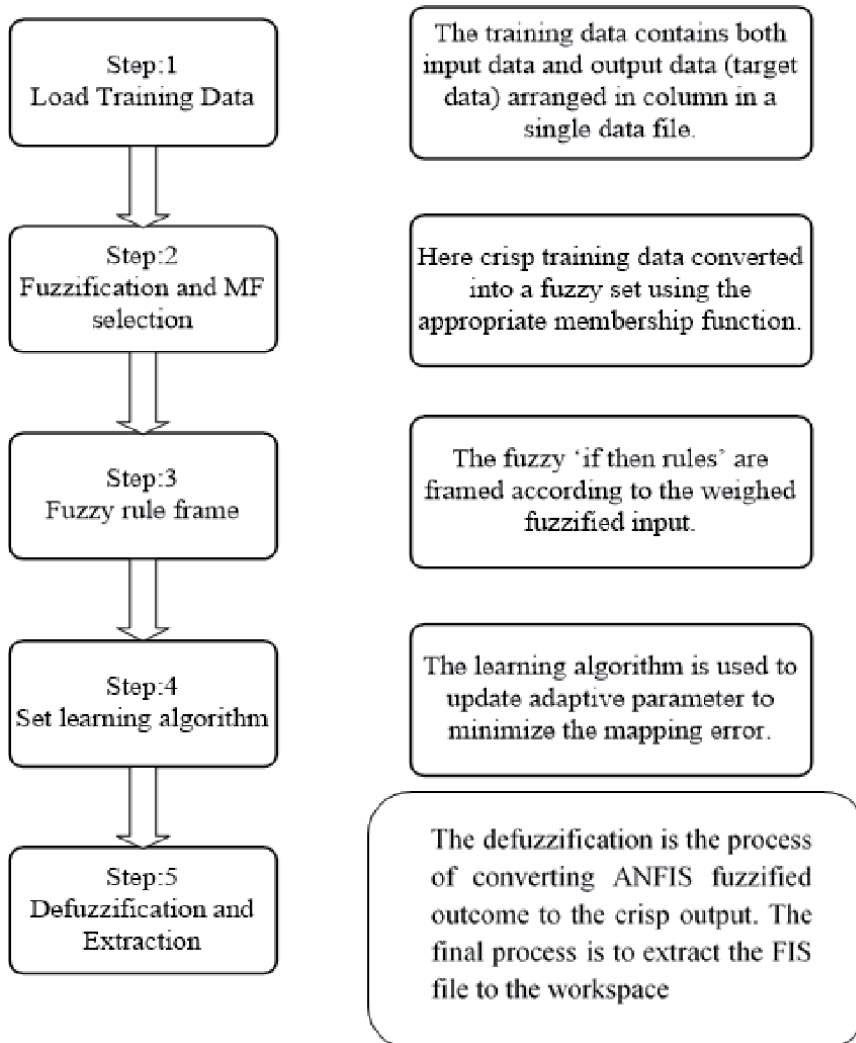 Step:1
Load Training Data
The training data contains both
input data and output data (target
data) arranged in column in a
single data file.
Step:2
Fuzzification and MF
selection
Here crisp training data converted
into a fuzzy set using the
appropriate membership function.
Step:3
Fuzzy rule frame
The fuzzy ‘if then rules’ are
framed according to the weighed
fuzzified input.
Step:4
Set learning algorithm
The learning algorithm is used to
update adaptive parameter to
minimize the mapping error.
Step:5
Defuzzification and
Extraction
The defuzzification is the process
of converting ANFIS fuzzified
outcome to the crisp output. The
final process is to extract the FIS
file to the workspace